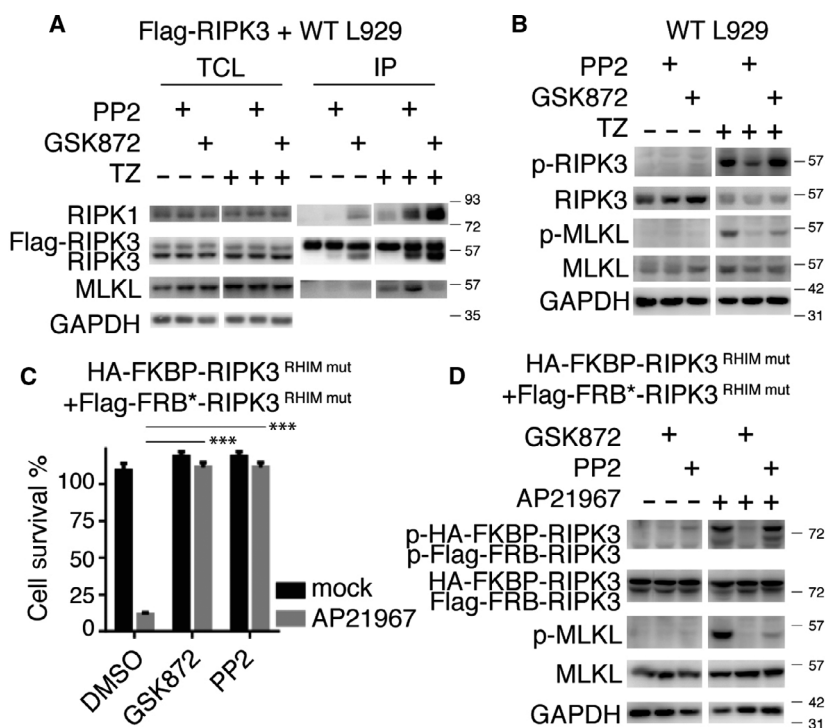 A
Flag-RIPK3 + WT L929
TCL IP
PP2 + + + +
GSK872 + + + +
TZ - - - + + + - - - + + +
RIPK1
93
72
Flag-RIPK3
RIPK3
57
MLKL
57
GAPDH
35
B
WT L929
PP2 + +
GSK872 + +
TZ - - - + + +
p-RIPK3
57
RIPK3
57
p-MLKL
57
MLKL
57
GAPDH
42
31
C
HA-FKBP-RIPK3 RHIM mut
+Flag-FRB*-RIPK3 RHIM mut
***
***
Cell survival %
100
75
50
25
0
DMSO
GSK872
PP2
mock
AP21967
D
HA-FKBP-RIPK3 RHIM mut
+Flag-FRB*-RIPK3 RHIM mut
GSK872 + +
PP2 + +
AP21967 - - - + + +
p-HA-FKBP-RIPK3
p-Flag-FRB-RIPK3
72
HA-FKBP-RIPK3
Flag-FRB-RIPK3
72
p-MLKL
57
MLKL
57
GAPDH
42
31